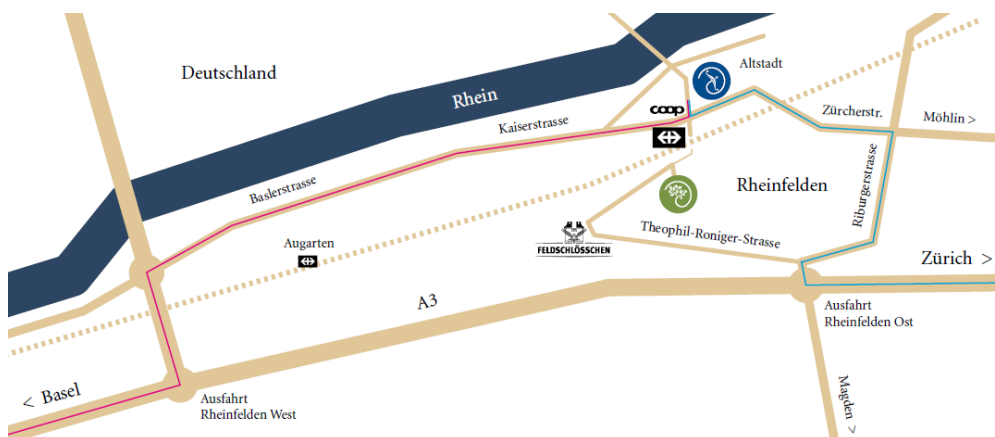 Deutschland
Altstadt
Rhein
coop
Zürcherstr.
Möhlin >
Kaiserstrasse
Baslerstrasse
Riburgerstrasse
Rheinfelden
Theophil-Roniger-Strasse
Augarten
FELDSCHLÖSSCHEN
Zürich >
A3
Ausfahrt
Rheinfelden Ost
< Basel
Ausfahrt
Rheinfelden West
Magden >